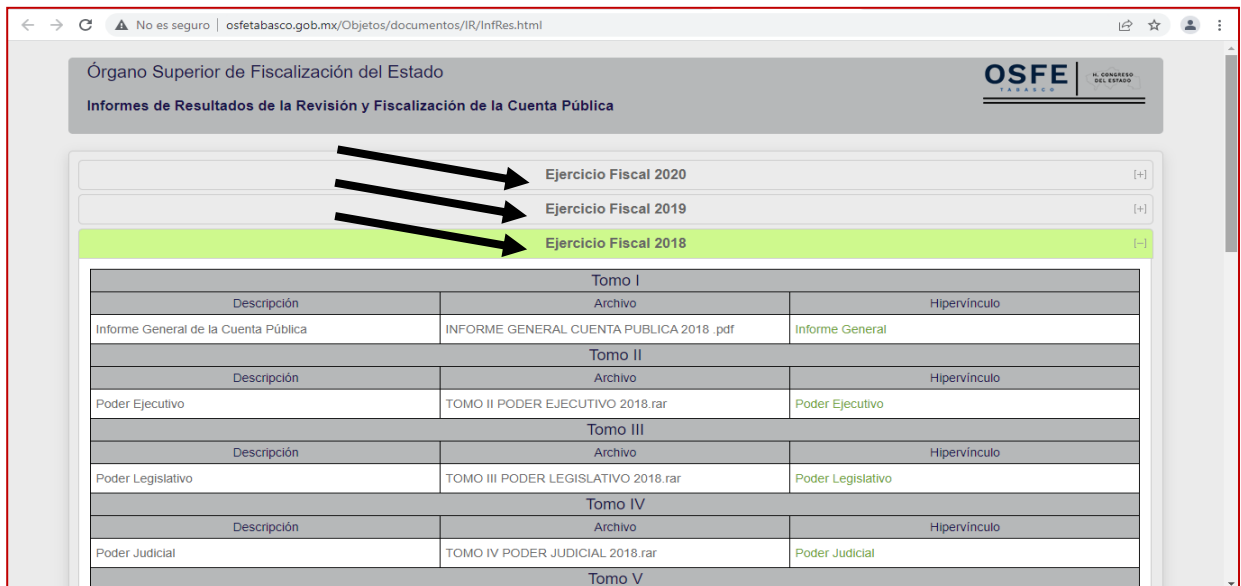 No es seguro | osfetabasco.gob.mx/Objetos/documentos/IR/InfRes.html
Órgano Superior de Fiscalización del Estado
Informes de Resultados de la Revisión y Fiscalización de la Cuenta Pública
OSFE
TABASCO
H. CONGRESO
DEL ESTADO
Ejercicio Fiscal 2020 [+]
Ejercicio Fiscal 2019 [+]
Ejercicio Fiscal 2018 [--]
Tomo I
Descripción Archivo Hipervínculo
Informe General de la Cuenta Pública INFORME GENERAL CUENTA PUBLICA 2018 .pdf Informe General
Tomo II
Descripción Archivo Hipervínculo
Poder Ejecutivo TOMO II PODER EJECUTIVO 2018.rar Poder Ejecutivo
Tomo III
Descripción Archivo Hipervínculo
Poder Legislativo TOMO III PODER LEGISLATIVO 2018.rar Poder Legislativo
Tomo IV
Descripción Archivo Hipervínculo
Poder Judicial TOMO IV PODER JUDICIAL 2018.rar Poder Judicial
Tomo V